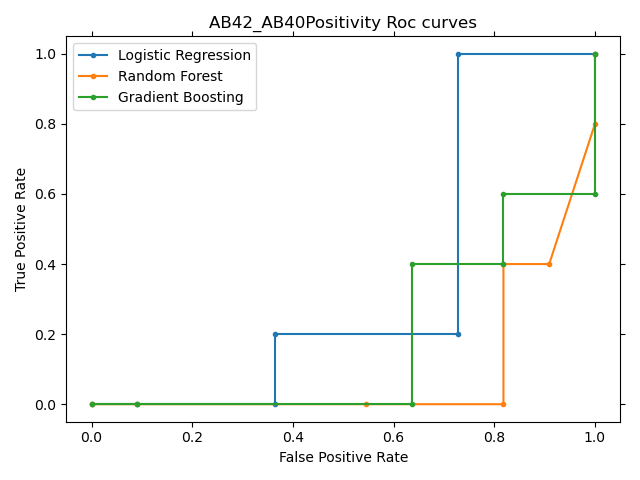 AB42_AB40Positivity Roc curves
Logistic Regression
Random Forest
Gradient Boosting
True Positive Rate
1.0
0.8
0.6
0.4
0.2
0.0
0.0 0.2 0.4 0.6 0.8 1.0
False Positive Rate